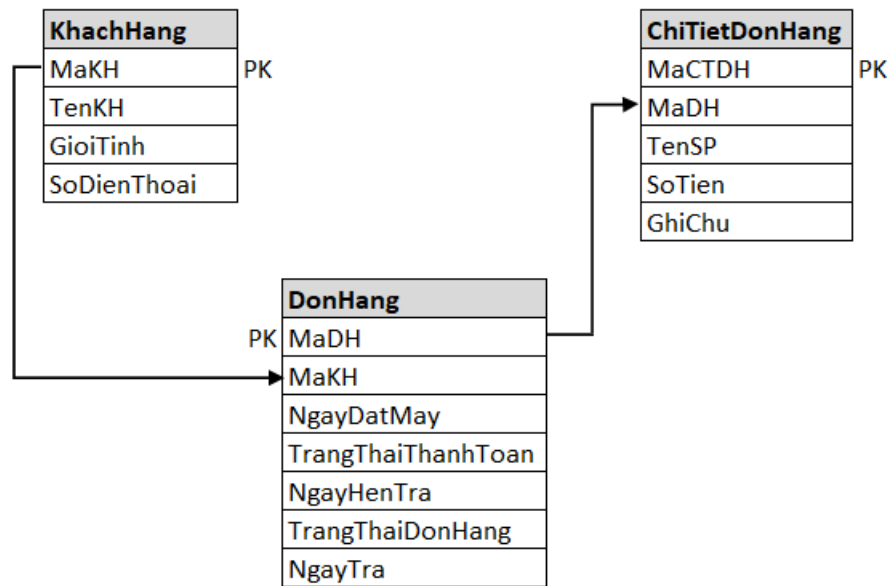 KhachHang
MaKH PK
TenKH
GioiTinh
SoDienThoai
ChiTietDonHang
MaCTDH PK
MaDH
TenSP
SoTien
GhiChu
DonHang
PK MaDH
MaKH
NgayDatMay
TrangThaiThanhToan
NgayHenTra
TrangThaiDonHang
NgayTra